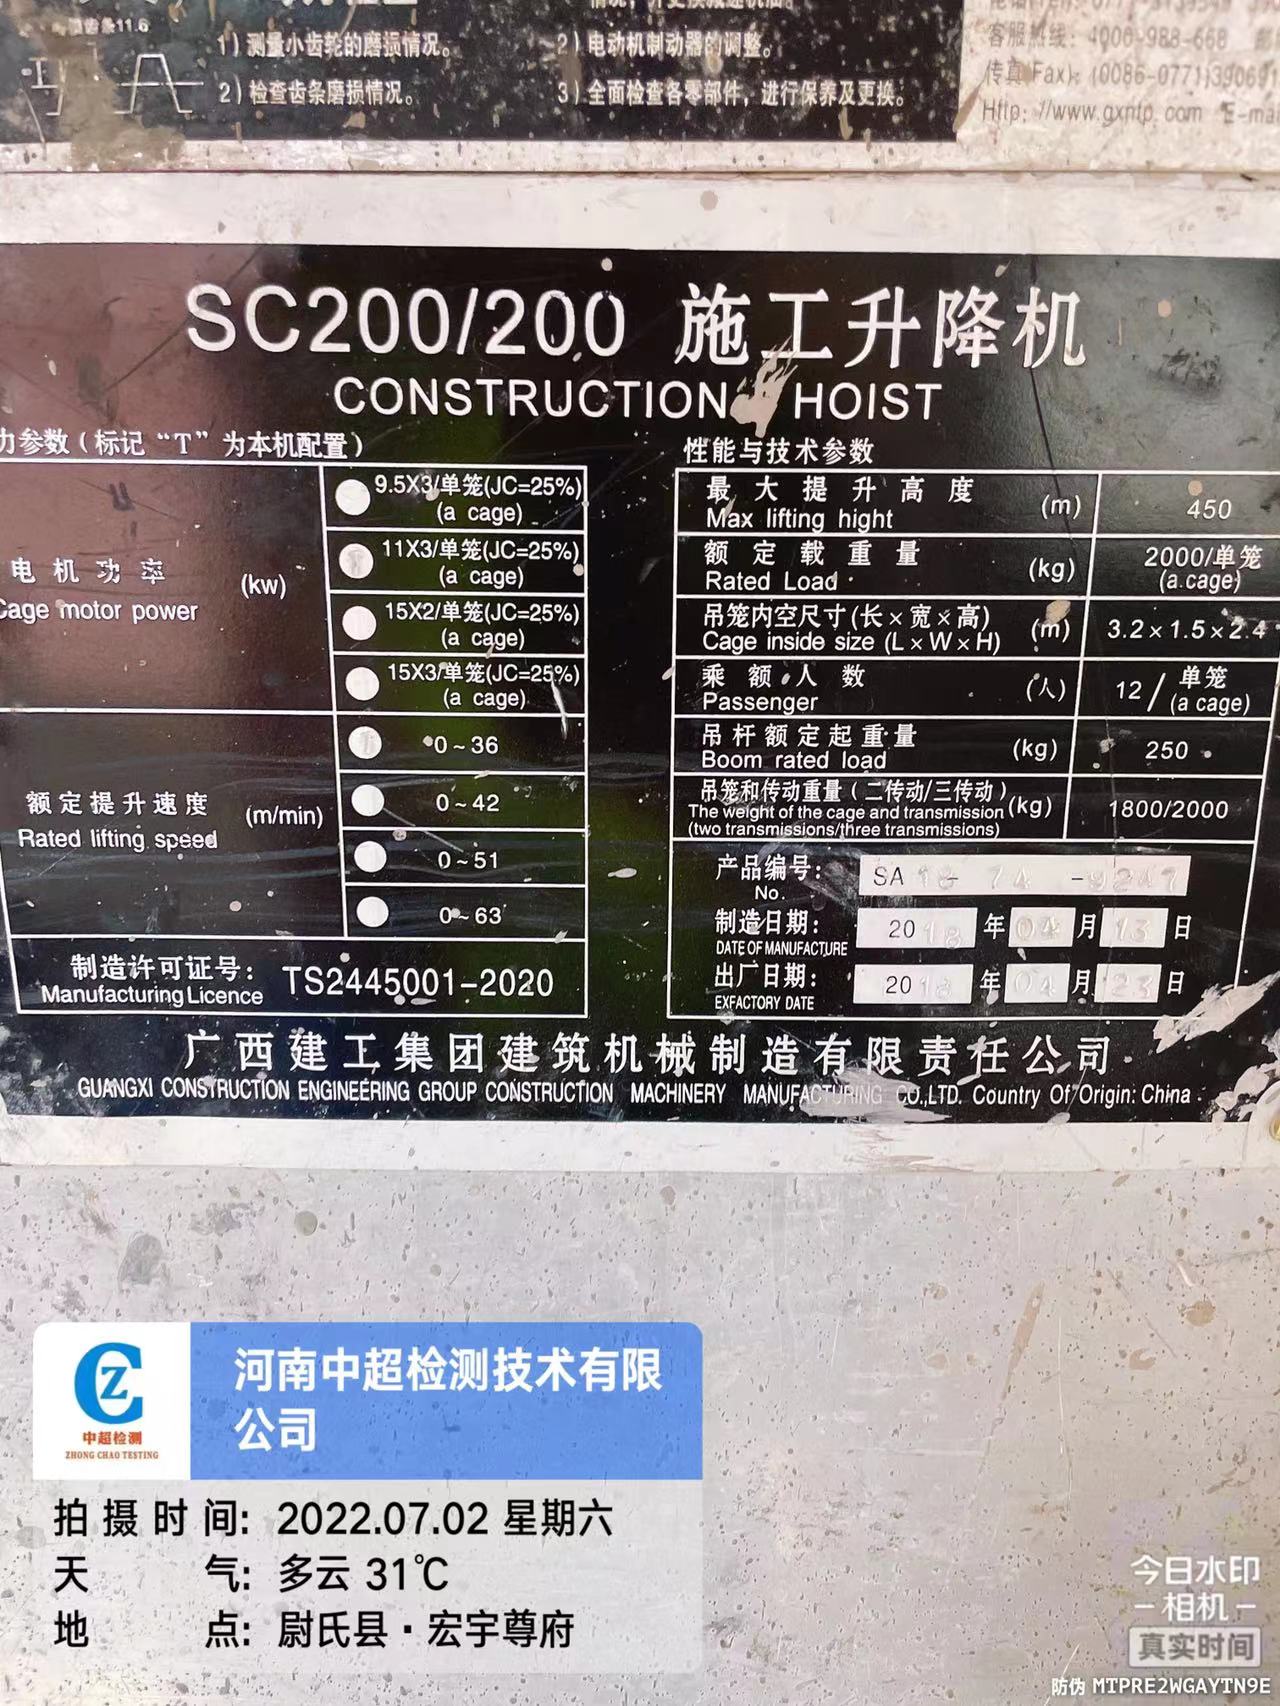 1) 测量小齿轮的磨损情况。
2) 检查齿条磨损情况。
2) 电动机制动器的调整。
3) 全面检查各零部件，进行保养及更换。
客服热线: 4000-988-668
传真(Fax): (0086-0771)390691
Http: //www.gxntp.com E-mai
SC200/200 施工升降机
CONSTRUCTION HOIST
力参数(标记“T”为本机配置)
电机功率 (kw)
Cage motor power
9.5X3/单笼(JC=25%)
(a cage)
11X3/单笼(JC=25%)
(a cage)
15X2/单笼(JC=25%)
(a cage)
15X3/单笼(JC=25%)
(a cage)
额定提升速度 (m/min)
Rated lifting speed
0~36
0~42
0~51
0~63
制造许可证号: TS2445001-2020
Manufacturing Licence
性能与技术参数
最大提升高度 (m) 450
Max lifting hight
额定载重量 (kg) 2000/单笼
Rated Load (a cage)
吊笼内空尺寸(长×宽×高) (m) 3.2×1.5×2.4
Cage inside size (L×W×H)
乘额人数 (人) 12/单笼
Passenger (a cage)
吊杆额定起重量 (kg) 250
Boom rated load
吊笼和传动重量(二传动/三传动) (kg) 1800/2000
The weight of the cage and transmission
(two transmissions/three transmissions)
产品编号: SA 18- 74 -9247
No.
制造日期: 2018 年 04 月 13 日
DATE OF MANUFACTURE
出厂日期: 2018 年 04 月 23 日
EXFACTORY DATE
广西建工集团建筑机械制造有限责任公司
GUANGXI CONSTRUCTION ENGINEERING GROUP CONSTRUCTION MACHINERY MANUFACTURING CO.,LTD. Country Of Origin: China
CZ
中超检测
ZHONG CHAO TESTING
河南中超检测技术有限
公司
拍摄时间: 2022.07.02 星期六
天气: 多云 31℃
地点: 尉氏县·宏宇尊府
今日水印
-相机-
真实时间
防伪 MTPRE2WGAYTN9E